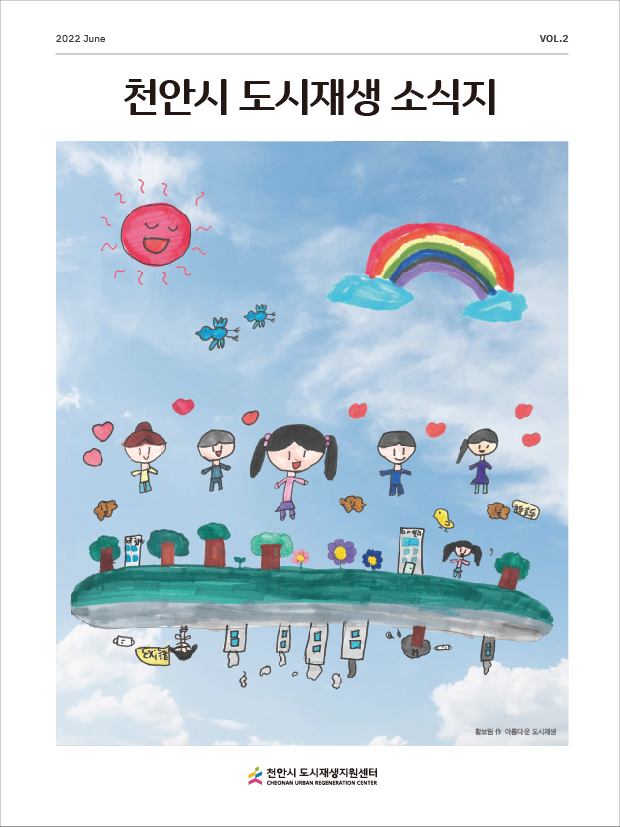 2022 June
VOL.2
천안시 도시재생 소식지
황보림 作 아름다운 도시재생
천안시 도시재생지원센터
CHEONAN URBAN REGENERATION CENTER